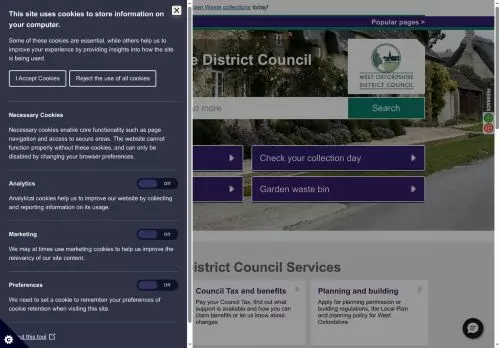 This site uses cookies to store information on
your computer.
Some of these cookies are essential, while others help us to
improve your experience by providing insights into how the site
is being used.
I Accept Cookies
Reject the use of all cookies
Necessary Cookies
Necessary cookies enable core functionality such as page
navigation and access to secure areas. The website cannot
function properly without these cookies, and can only be
disabled by changing your browser preferences.
Analytics
Off
Analytical cookies help us to improve our website by collecting
and reporting information on its usage.
Marketing
Off
We may at times use marketing cookies to help us improve the
relevancy of our site content.
Preferences
Off
We need to set a cookie to remember your preferences of
cookie retention when visiting this site.
ut this tool
den Waste collections today!
Popular pages >
e District Council
WEST OXFORDSHIRE
DISTRICT COUNCIL
d more
Search
FEEDBACK
Check your collection day
Garden waste bin
District Council Services
Council Tax and benefits
Pay your Council Tax, find out what
support is available and how you can
claim benefits or let us know about
changes
Planning and building
Apply for planning permission or
building regulations, the Local Plan
and planning policy for West
Oxfordshire